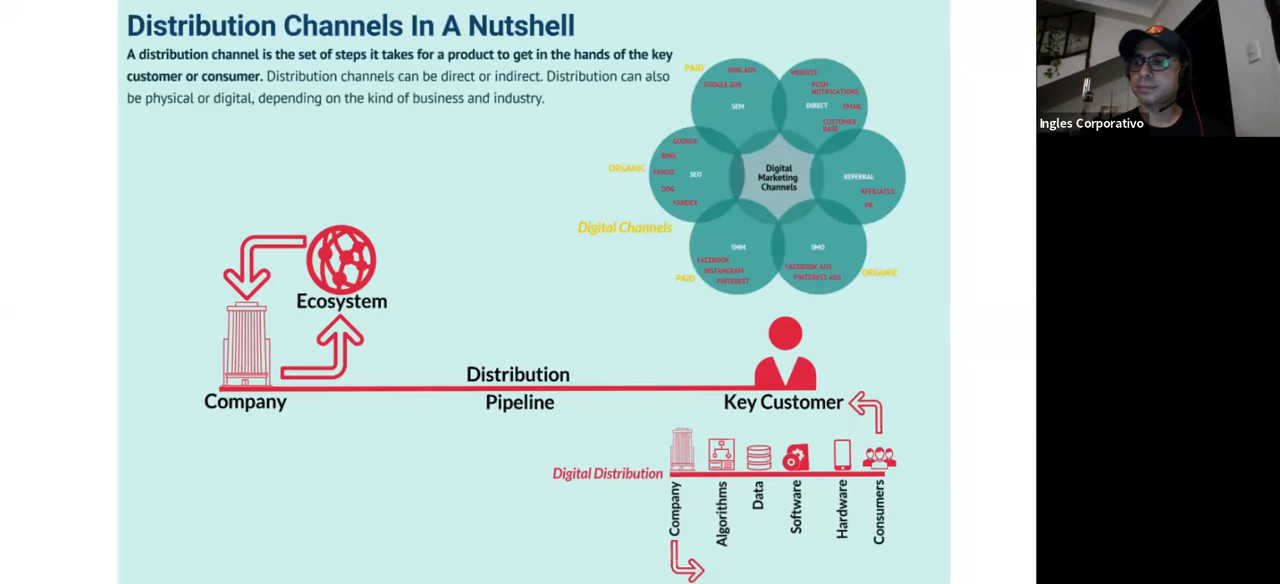 Distribution Channels In A Nutshell
A distribution channel is the set of steps it takes for a product to get in the hands of the key
customer or consumer. Distribution channels can be direct or indirect. Distribution can also
be physical or digital, depending on the kind of business and industry.
PAID
BING ADS
GOOGLE ADS
SEM
WEBSITE
PUSH
NOTIFICATIONS
DIRECT
EMAIL
CUSTOMER
BASE
ORGANIC
GOOGLE
BING
YAHOO
SEO
DDG
YANDEX
Digital
Marketing
Channels
REFERRAL
AFFILIATES
PR
Digital Channels
SMM
FACEBOOK
INSTANGRAM
PINTEREST
PAID
SMO
FACEBOOK ADS
PINTEREST ADS
ORGANIC
Ecosystem
Company
Distribution
Pipeline
Key Customer
Digital Distribution
Company
Algorithms
Data
Software
Hardware
Consumers
Ingles Corporativo